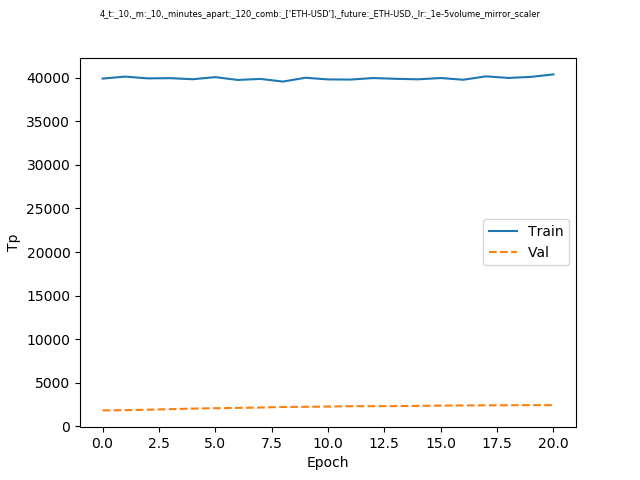 4_t:_10,_m:_10,_minutes_apart:_120_comb:_['ETH-USD'],_future:_ETH-USD,_lr:_1e-5volume_mirror_scaler
40000
35000
30000
25000
20000
15000
10000
5000
0
Tp
Train
Val
0.0 2.5 5.0 7.5 10.0 12.5 15.0 17.5 20.0
Epoch